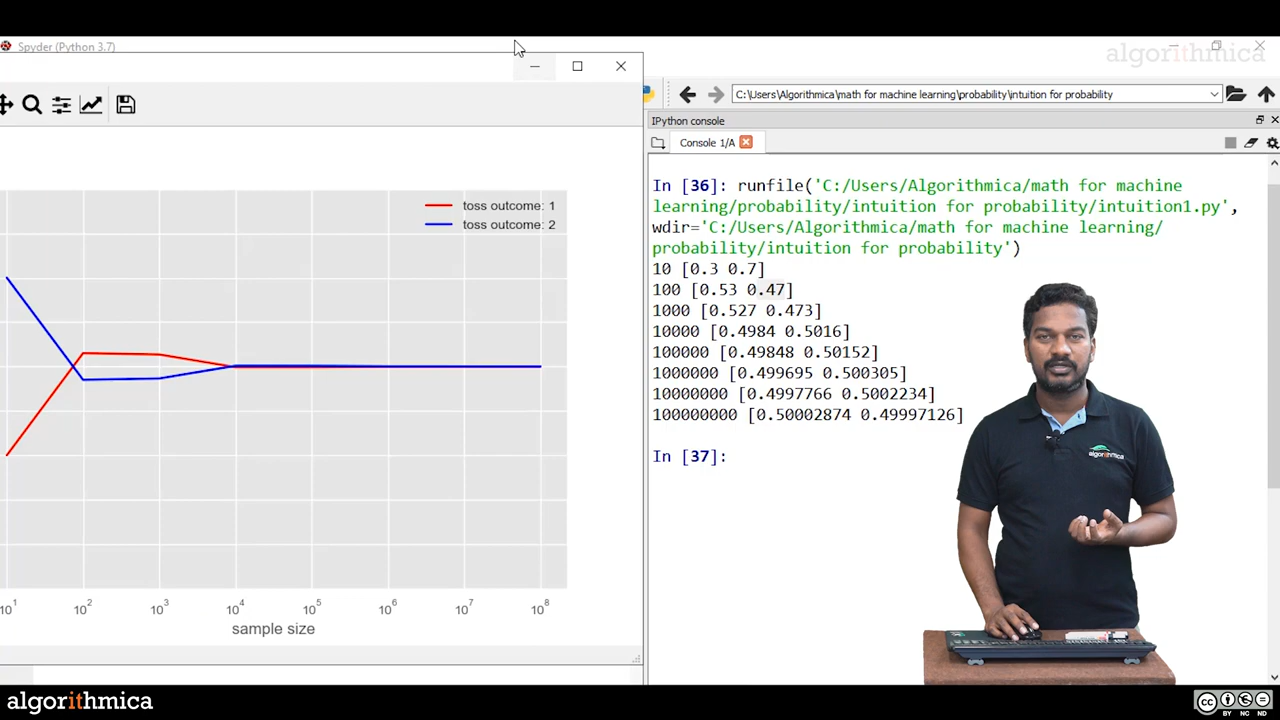 Spyder (Python 3.7)
algorithmica
C:\Users\Algorithmica\math for machine learning\probability\intuition for probability
IPython console
Console 1/A
toss outcome: 1
toss outcome: 2
10¹ 10² 10³ 10⁴ 10⁵ 10⁶ 10⁷ 10⁸
sample size
In [36]: runfile('C:/Users/Algorithmica/math for machine
learning/probability/intuition for probability/intuition1.py',
wdir='C:/Users/Algorithmica/math for machine learning/
probability/intuition for probability')
10 [0.3 0.7]
100 [0.53 0.47]
1000 [0.527 0.473]
10000 [0.4984 0.5016]
100000 [0.49848 0.50152]
1000000 [0.499695 0.500305]
10000000 [0.4997766 0.5002234]
100000000 [0.50002874 0.49997126]
In [37]:
algorithmica
algorithmica
cc
BY NC ND